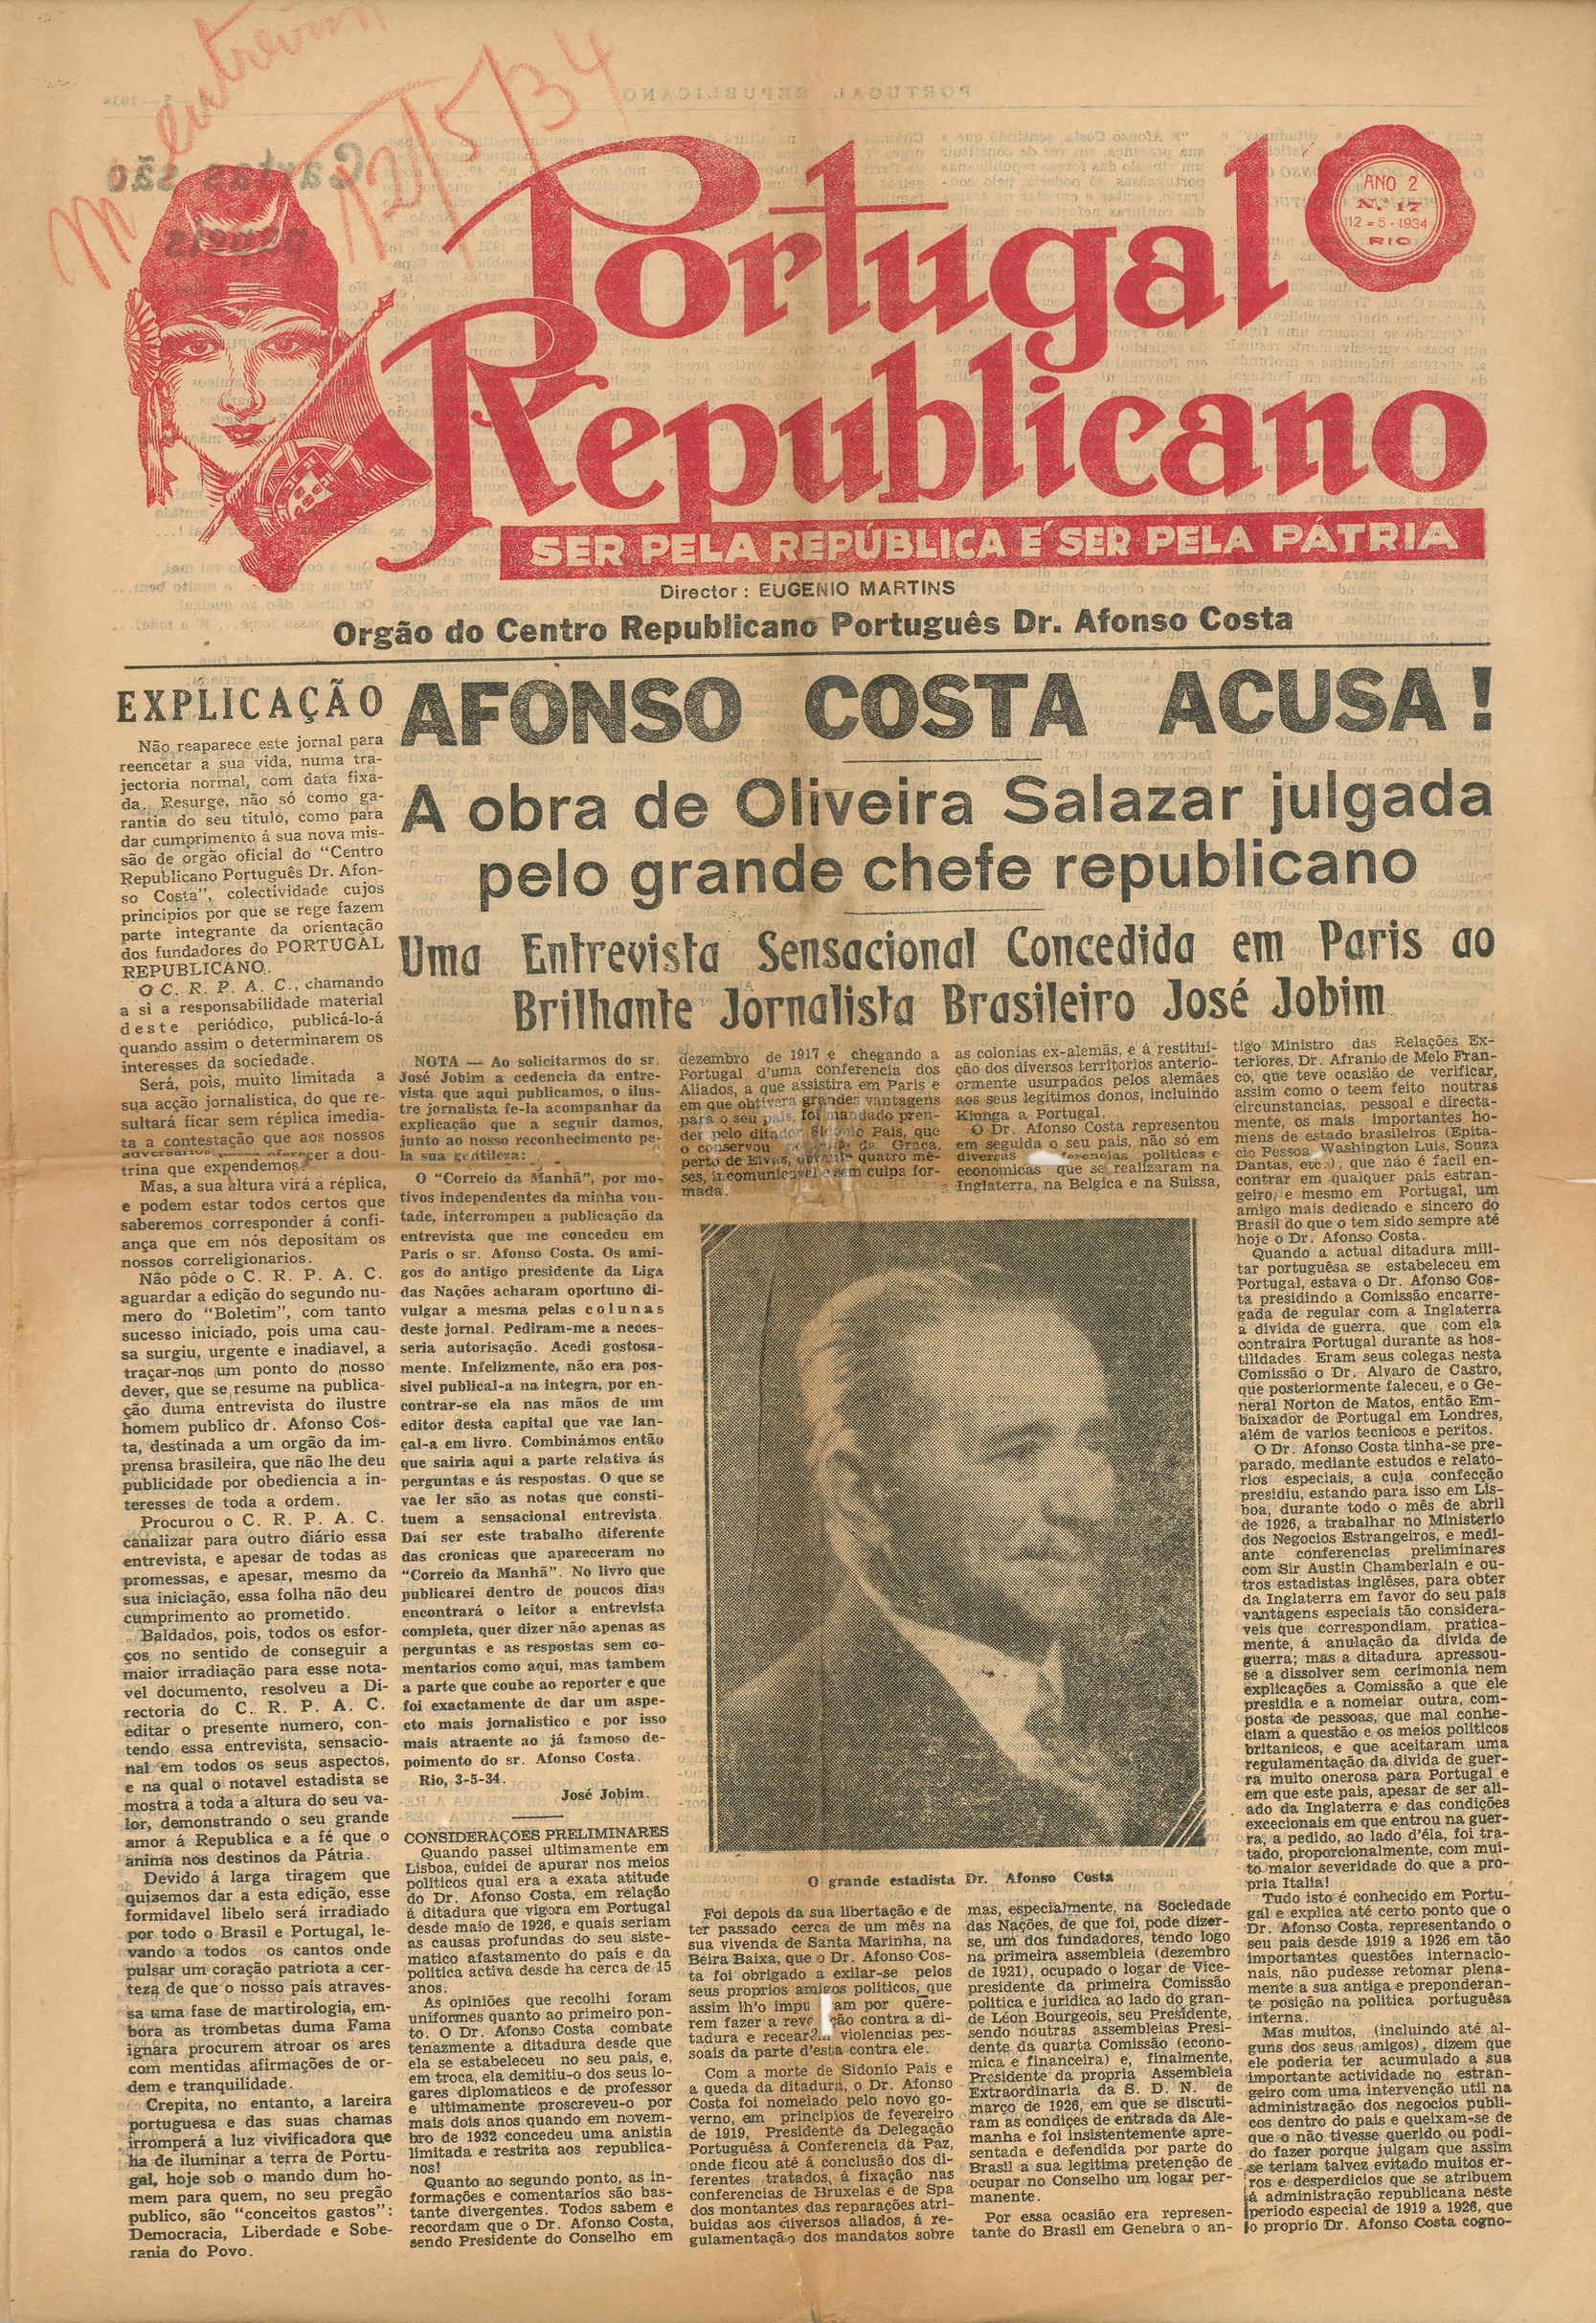 12/5/34
Portugal
Republicano
ANO 2
N.º 17
12=5-1934
RIO
SER PELA REPÚBLICA E' SER PELA PÁTRIA
Director : EUGENIO MARTINS
Orgão do Centro Republicano Português Dr. Afonso Costa
EXPLICAÇÃO
Não reaparece este jornal para
reencetar a sua vida, numa tra-
jectoria normal, com data fixa-
da. Resurge, não só como ga-
rantia do seu titulo, como para
dar cumprimento á sua nova mis-
são de orgão oficial do "Centro
Republicano Português Dr. Afon-
so Costa", colectividade cujos
principios por que se rege fazem
parte integrante da orientação
dos fundadores do PORTUGAL
REPUBLICANO.
O C. R. P. A. C., chamando
a si a responsabilidade material
deste periódico, publicá-lo-á
quando assim o determinarem os
interesses da sociedade.
Será, pois, muito limitada a
sua acção jornalistica, do que re-
sultará ficar sem réplica imedia-
ta a contestação que aos nossos
adversarios possa oferecer a dou-
trina que expendemos.
Mas, a sua altura virá a réplica,
e podem estar todos certos que
saberemos corresponder á confi-
ança que em nós depositam os
nossos correligionarios.
Não pôde o C. R. P. A. C.
aguardar a edição do segundo nu-
mero do "Boletim", com tanto
sucesso iniciado, pois uma cau-
sa surgiu, urgente e inadiavel, a
traçar-nos um ponto do nosso
dever, que se resume na publica-
ção duma entrevista do ilustre
homem publico dr. Afonso Cos-
ta, destinada a um orgão da im-
prensa brasileira, que não lhe deu
publicidade por obediencia a in-
teresses de toda a ordem.
Procurou o C. R. P. A. C.
canalizar para outro diário essa
entrevista, e apesar de todas as
promessas, e apesar, mesmo da
sua iniciação, essa folha não deu
cumprimento ao prometido.
Baldados, pois, todos os esfor-
ços no sentido de conseguir a
maior irradiação para esse nota-
vel documento, resolveu a Di-
rectoria do C. R. P. A. C.
editar o presente numero, con-
tendo essa entrevista, sensacio-
nal em todos os seus aspectos,
e na qual o notavel estadista se
mostra a toda a altura do seu va-
lor, demonstrando o seu grande
amor á Republica e a fé que o
anima nos destinos da Pátria.
Devido á larga tiragem que
quizemos dar a esta edição, esse
formidavel libelo será irradiado
por todo o Brasil e Portugal, le-
vando a todos os cantos onde
pulsar um coração patriota a cer-
teza de que o nosso pais atraves-
sa uma fase de martirologia, em-
bora as trombetas duma Fama
ignára procurem atroar os ares
com mentidas afirmações de or-
dem e tranquilidade.
Crepita, no entanto, a lareira
portuguesa e das suas chamas
irromperá a luz vivificadora que
ha de iluminar a terra de Portu-
gal, hoje sob o mando dum ho-
mem para quem, no seu pregão
publico, são "conceitos gastos":
Democracia, Liberdade e Sobe-
rania do Povo.
AFONSO COSTA ACUSA !
A obra de Oliveira Salazar julgada
pelo grande chefe republicano
Uma Entrevista Sensacional Concedida em Paris ao
Brilhante Jornalista Brasileiro José Jobim
NOTA — Ao solicitarmos do sr.
José Jobim a cedencia da entre-
vista que aqui publicamos, o ilus-
tre jornalista fe-la acompanhar da
explicação que a seguir damos,
junto ao nosso reconhecimento pe-
la sua gentileza:
O "Correio da Manhã", por mo-
tivos independentes da minha von-
tade, interrompeu a publicação da
entrevista que me concedeu em
Paris o sr. Afonso Costa. Os ami-
gos do antigo presidente da Liga
das Nações acharam oportuno di-
vulgar a mesma pelas colunas
deste jornal. Pediram-me a neces-
seria autorisação. Acedi gostosa-
mente. Infelizmente, não era pos-
sivel publical-a na integra, por en-
contrar-se ela nas mãos de um
editor desta capital que vae lan-
çal-a em livro. Combinámos então
que sairia aqui a parte relativa ás
perguntas e ás respostas. O que se
vae ler são as notas que consti-
tuem a sensacional entrevista.
Daí ser este trabalho diferente
das cronicas que apareceram no
"Correio da Manhã". No livro que
publicarei dentro de poucos dias
encontrará o leitor a entrevista
completa, quer dizer não apenas as
perguntas e as respostas sem co-
mentarios como aqui, mas tambem
a parte que coube ao reporter e que
foi exactamente de dar um aspe-
cto mais jornalistico e por isso
mais atraente ao já famoso de-
poimento do sr. Afonso Costa.
Rio, 3-5-34.
José Jobim.
CONSIDERAÇÕES PRELIMINARES
Quando passei ultimamente em
Lisboa, cuidei de apurar nos meios
politicos qual era a exata atitude
do Dr. Afonso Costa, em relação
á ditadura que vigora em Portugal
desde maio de 1926, e quais seriam
as causas profundas do seu siste-
matico afastamento do pais e da
politica activa desde ha cerca de 15
anos.
As opiniões que recolhi foram
uniformes quanto ao primeiro pon-
to. O Dr. Afonso Costa combate
tenazmente a ditadura desde que
ela se estabeleceu no seu pais, e,
em troca, ela demitiu-o dos seus lo-
gares diplomaticos e de professor
e ultimamente proscreveu-o por
mais dois anos quando em novem-
bro de 1932 concedeu uma anistia
limitada e restrita aos republica-
nos!
Quanto ao segundo ponto, as in-
formações e comentarios são bas-
tante divergentes. Todos sabem e
recordam que o Dr. Afonso Costa,
sendo Presidente do Conselho em
dezembro de 1917 e chegando a
Portugal d'uma conferencia dos
Aliados, a que assistira em Paris e
em que obtivera grandes vantagens
para o seu pais, foi mandado pren-
der pelo ditador Sidonio Pais, que
o conservou da Graça,
perto de Elvas, durante quatro mê-
ses, incomunicavel e sem culpa for-
mada.
O grande estadista Dr. Afonso Costa
Foi depois da sua libertação e de
ter passado cerca de um mês na
sua vivenda de Santa Marinha, na
Beira Baixa, que o Dr. Afonso Cos-
ta foi obrigado a exilar-se pelos
seus proprios amigos politicos, que
assim lh'o impu ram por quere-
rem fazer a revo ção contra a di-
tadura e recearem violencias pes-
soais da parte d'esta contra ele.
Com a morte de Sidonio Pais e
a queda da ditadura, o Dr. Afonso
Costa foi nomeado pelo novo go-
verno, em principios de fevereiro
de 1919, Presidente da Delegação
Portuguêsa á Conferencia da Paz,
onde ficou até á conclusão dos di-
ferentes tratados, á fixação nas
conferencias de Bruxelas e de Spa
dos montantes das reparações atri-
buidas aos diversos aliados, á re-
gulamentação dos mandatos sobre
as colonias ex-alemãs, e á restitui-
ção dos diversos territorios anterio-
ormente usurpados pelos alemães
aos seus legitimos donos, incluindo
Kionga a Portugal.
O Dr. Afonso Costa representou
em seguida o seu pais, não só em
diversas ferencias politicas e
economicas que se realizaram na
Inglaterra, na Belgica e na Suissa,
mas, especialmente, na Sociedade
das Nações, de que foi, pode dizer-
se, um dos fundadores, tendo logo
na primeira assembleia (dezembro
de 1921), ocupado o logar de Vice-
presidente da primeira Comissão
politica e juridica ao lado do gran-
de Léon Bourgeois, seu Presidente,
sendo noutras assembleias Presi-
dente da quarta Comissão (econo-
mica e financeira) e, finalmente,
Presidente da propria Assembleia
Extraordinaria da S. D. N. de
março de 1926, em que se discuti-
ram as condições de entrada da Ale-
manha e foi insistentemente apre-
sentada e defendida por parte do
Brasil a sua legitima pretenção de
ocupar no Conselho um logar per-
manente.
Por essa ocasião era represen-
tante do Brasil em Genebra o an-
tigo Ministro das Relações Ex-
teriores, Dr. Afranio de Melo Fran-
co, que teve ocasião de verificar,
assim como o teem feito noutras
circunstancias, pessoal e directa-
mente, os mais importantes ho-
mens de estado brasileiros (Epita-
cio Pessoa, Washington Luis, Souza
Dantas, etc.), que não é facil en-
contrar em qualquer pais estran-
geiro, e mesmo em Portugal, um
amigo mais dedicado e sincero do
Brasil do que o tem sido sempre até
hoje o Dr. Afonso Costa.
Quando a actual ditadura mili-
tar portuguêsa se estabeleceu em
Portugal, estava o Dr. Afonso Cos-
ta presidindo a Comissão encarre-
gada de regular com a Inglaterra
a divida de guerra, que com ela
contraira Portugal durante as hos-
tilidades. Eram seus colegas nesta
Comissão o Dr. Alvaro de Castro,
que posteriormente faleceu, e o Ge-
neral Norton de Matos, então Em-
baixador de Portugal em Londres,
além de varios tecnicos e peritos.
O Dr. Afonso Costa tinha-se pre-
parado, mediante estudos e relato-
rios especiais, a cuja confecção
presidiu, estando para isso em Lis-
boa, durante todo o mês de abril
de 1926, a trabalhar no Ministerio
dos Negocios Estrangeiros, e medi-
ante conferencias preliminares
com Sir Austin Chamberlain e ou-
tros estadistas inglêses, para obter
da Inglaterra em favor do seu pais
vantagens especiais tão considera-
veis que correspondiam, pratica-
mente, á anulação da divida de
guerra; mas a ditadura apressou-
se a dissolver sem cerimonia nem
explicações a Comissão a que ele
presidia e a nomeiar outra, com-
posta de pessoas, que mal conhe-
ciam a questão e os meios politicos
britanicos, e que aceitaram uma
regulamentação da divida de guer-
ra muito onerosa para Portugal e
em que este pais, apesar de ser ali-
ado da Inglaterra e das condições
excecionais em que entrou na guer-
ra, a pedido, ao lado d'éla, foi tra-
tado, proporcionalmente, com mui-
to maior severidade do que a pro-
pria Italia!
Tudo isto é conhecido em Portu-
gal e explica até certo ponto que o
Dr. Afonso Costa, representando o
seu pais desde 1919 a 1926 em tão
importantes questões internacio-
nais, não pudesse retomar plena-
mente a sua antiga e preponderan-
te posição na politica portuguêsa
interna.
Mas muitos, (incluindo até al-
guns dos seus amigos), dizem que
ele poderia ter acumulado a sua
importante actividade no estran-
geiro com uma intervenção util na
administração dos negocios publi-
cos dentro do pais e queixam-se de
que o não tivesse querido ou podi-
do fazer porque julgam que assim
se teriam talvez evitado muitos er-
ros e desperdicios que se atribuem
á administração republicana neste
periodo especial de 1919 a 1926, que
o proprio Dr. Afonso Costa cogno-